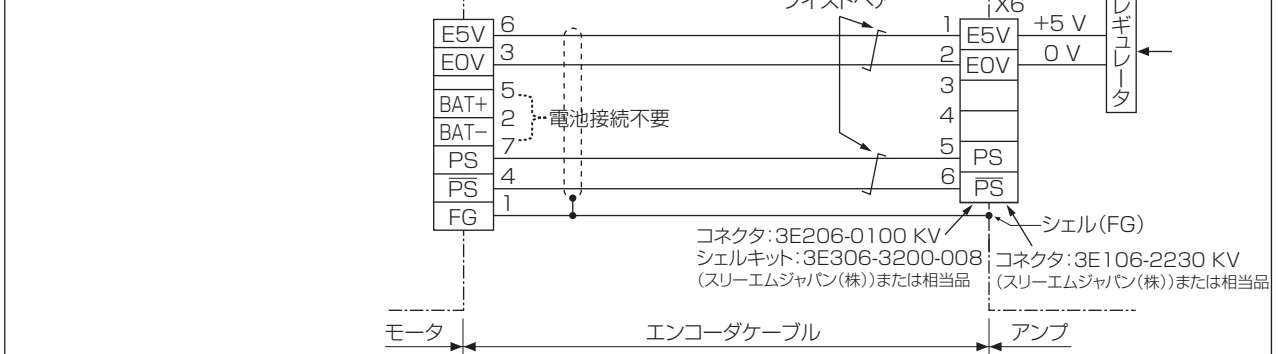 ツイストペア
X6
レギュレータ
E5V 6 1 E5V +5 V
E0V 3 2 E0V 0 V
3
4
BAT+ 5
BAT− 2
電池接続不要
7
PS 5 PS
PS 4 6 PS
FG 1
シェル(FG)
コネクタ:3E206-0100 KV
シェルキット:3E306-3200-008
(スリーエムジャパン(株))または相当品
コネクタ:3E106-2230 KV
(スリーエムジャパン(株))または相当品
モータ
エンコーダケーブル
アンプ